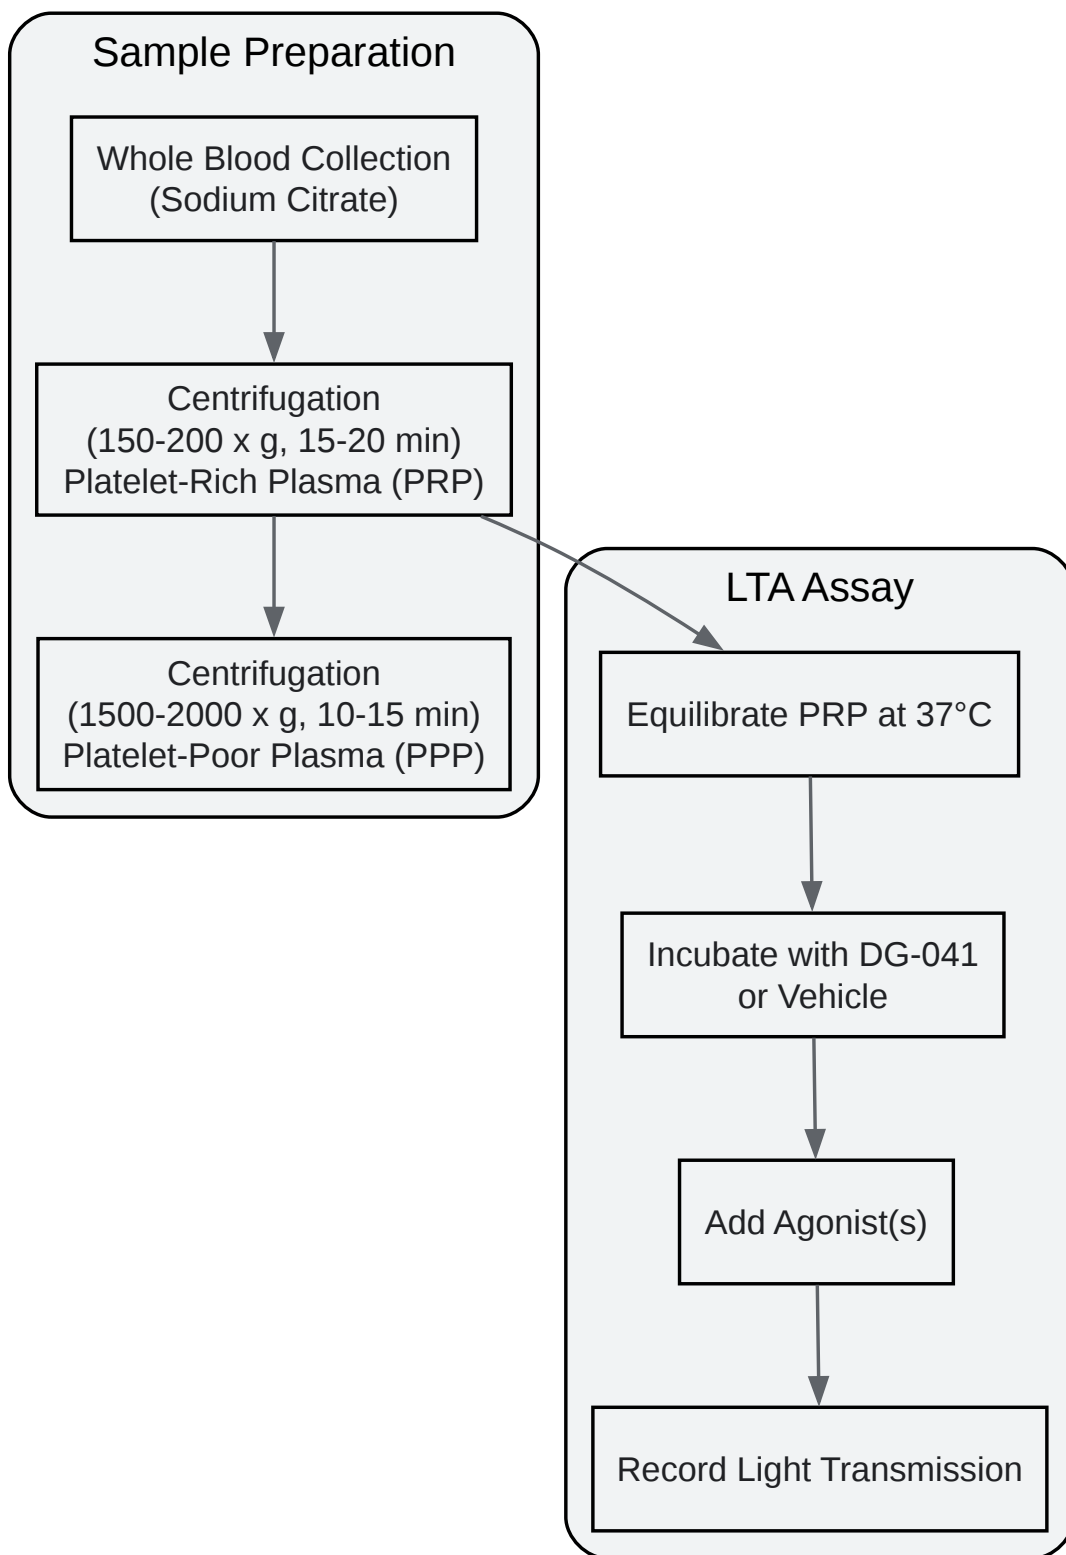 Sample Preparation
Whole Blood Collection
(Sodium Citrate)
Centrifugation
(150-200 x g, 15-20 min)
Platelet-Rich Plasma (PRP)
Centrifugation
(1500-2000 x g, 10-15 min)
Platelet-Poor Plasma (PPP)
LTA Assay
Equilibrate PRP at 37°C
Incubate with DG-041
or Vehicle
Add Agonist(s)
Record Light Transmission